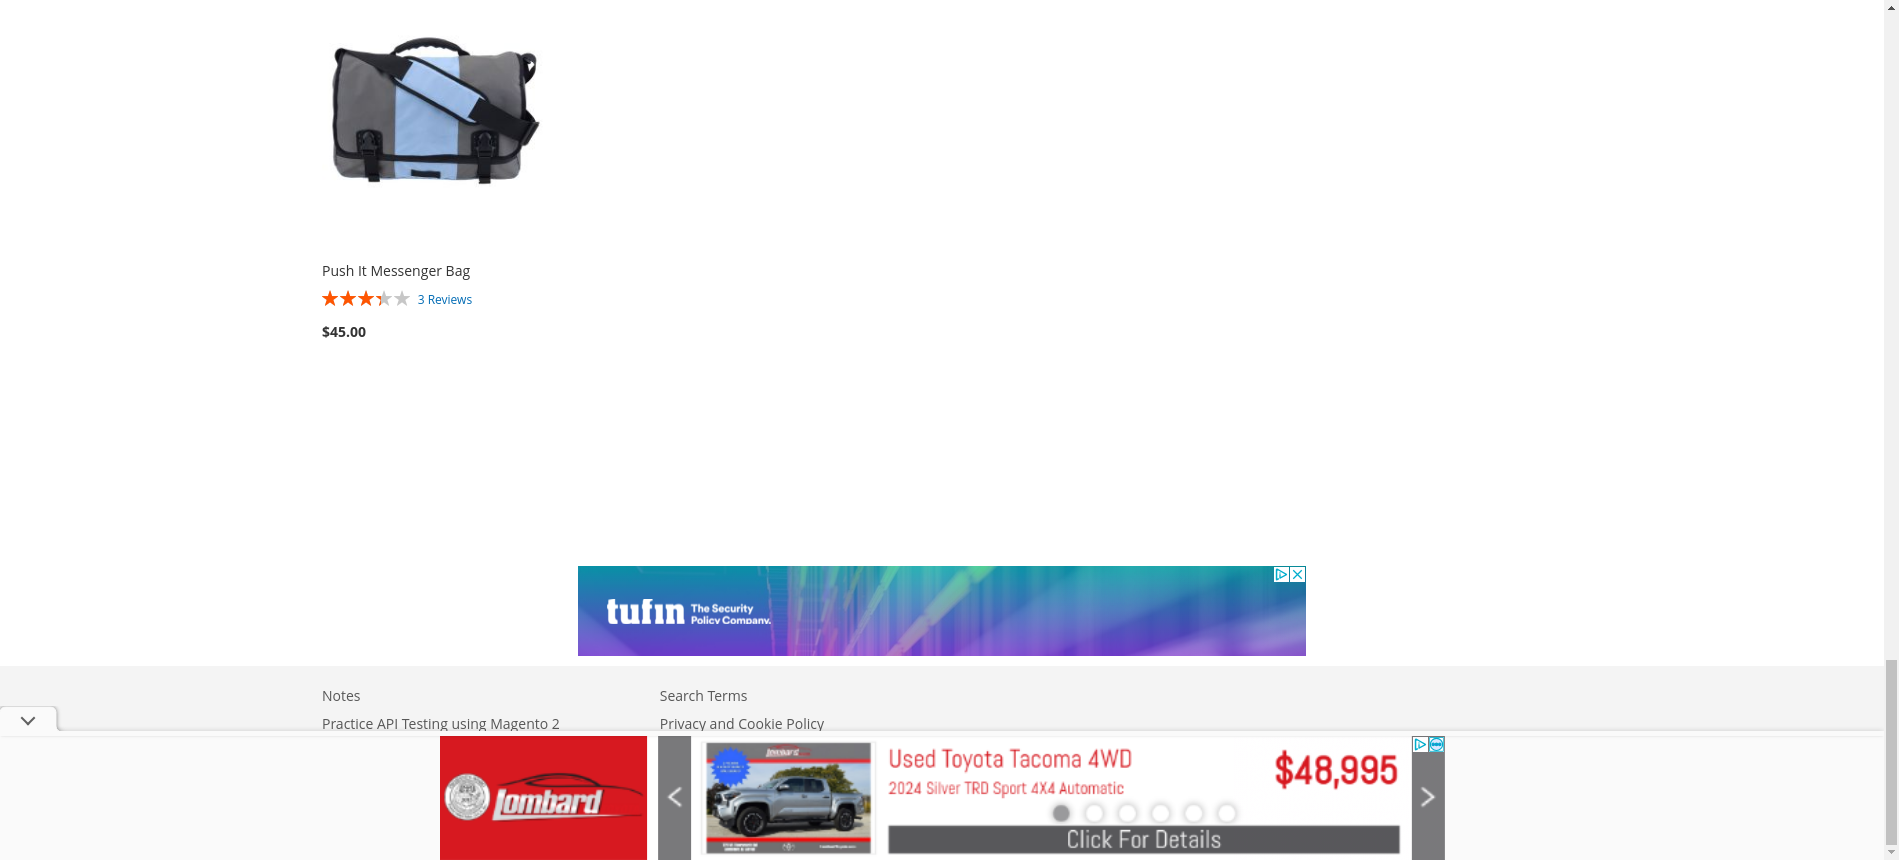 Push It Messenger Bag
3 Reviews
$45.00
tufin The Security
Policy Company.
Notes
Search Terms
Practice API Testing using Magento 2
Privacy and Cookie Policy
lombard
lombard
Used Toyota Tacoma 4WD
2024 Silver TRD Sport 4X4 Automatic
$48,995
Click For Details